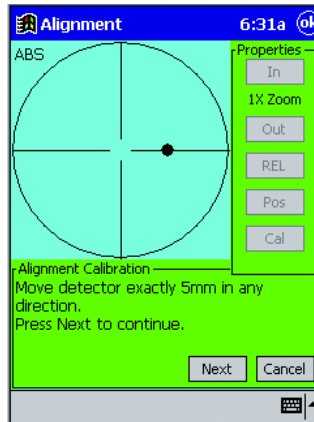 Alignment 6:31a ok
ABS
Properties
In
1X Zoom
Out
REL
Pos
Cal
Alignment Calibration
Move detector exactly 5mm in any
direction.
Press Next to continue.
Next Cancel